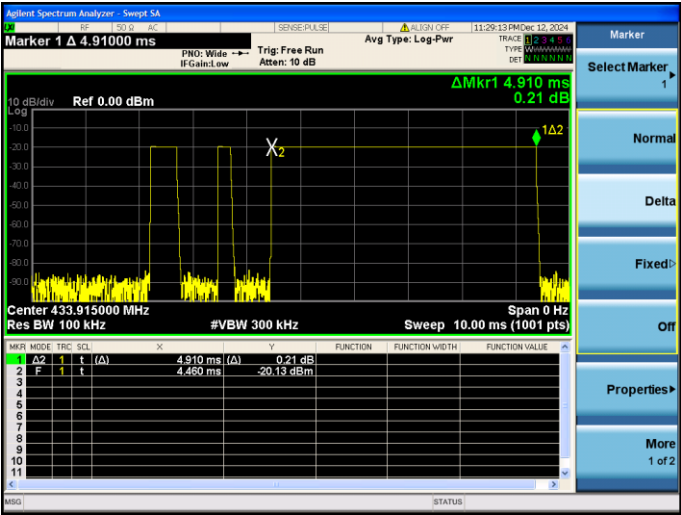 Agilent Spectrum Analyzer - Swept SA
RF 50 Ω AC SENSE:PULSE ALIGN OFF 11:29:13 PM Dec 12, 2024
Marker 1 Δ 4.91000 ms
PNO: Wide
IFGain:Low
Trig: Free Run
Atten: 10 dB
Avg Type: Log-Pwr
TRACE 1 2 3 4 5 6
TYPE
DET N N N N N N
ΔMkr1 4.910 ms
0.21 dB
10 dB/div Ref 0.00 dBm
Log
-10.0
-20.0
-30.0
-40.0
-50.0
-60.0
-70.0
-80.0
-90.0
X2
1Δ2
Center 433.915000 MHz Span 0 Hz
Res BW 100 kHz #VBW 300 kHz Sweep 10.00 ms (1001 pts)
MKR MODE TRC SCL X Y FUNCTION FUNCTION WIDTH FUNCTION VALUE
1 Δ2 1 t (Δ) 4.910 ms (Δ) 0.21 dB
2 F 1 t 4.460 ms -20.13 dBm
3
4
5
6
7
8
9
10
11
MSG STATUS
Marker
Select Marker
1
Normal
Delta
Fixed
Off
Properties
More
1 of 2